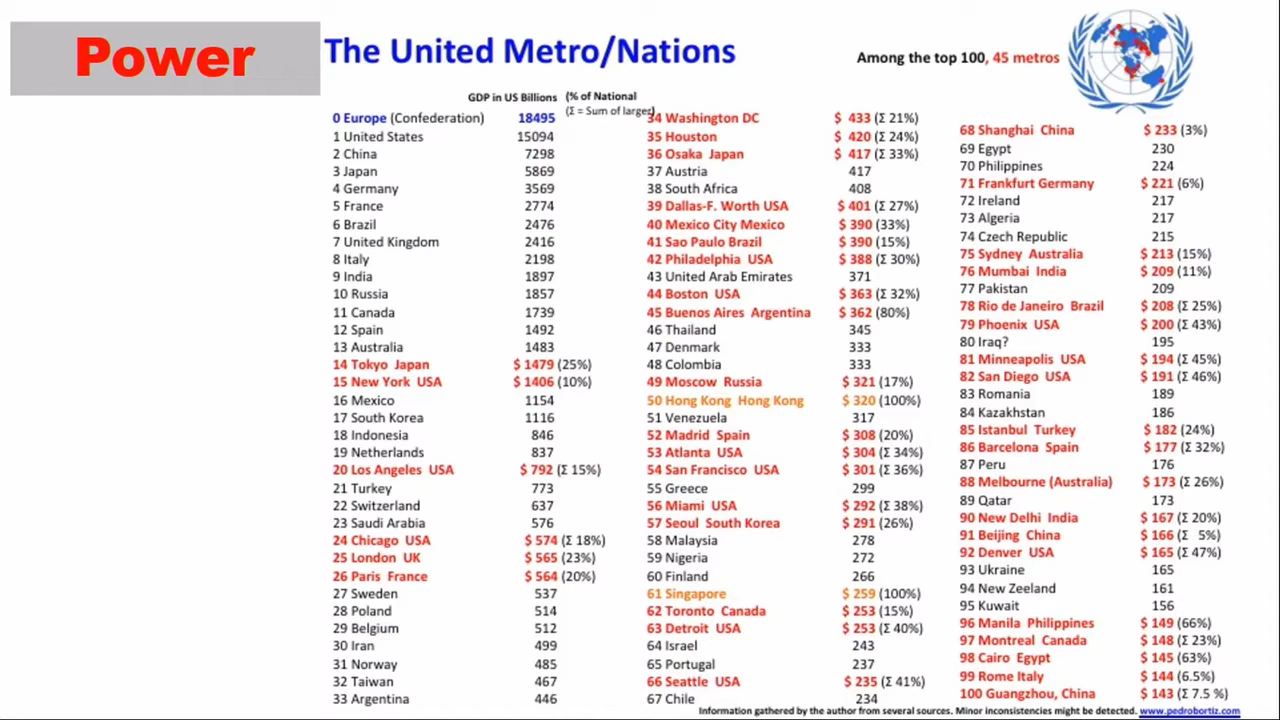 Power
The United Metro/Nations
Among the top 100, 45 metros
GDP in US Billions
(% of National
(Σ = Sum of larger)
0 Europe (Confederation) 18495
1 United States 15094
2 China 7298
3 Japan 5869
4 Germany 3569
5 France 2774
6 Brazil 2476
7 United Kingdom 2416
8 Italy 2198
9 India 1897
10 Russia 1857
11 Canada 1739
12 Spain 1492
13 Australia 1483
14 Tokyo Japan $ 1479 (25%)
15 New York USA $ 1406 (10%)
16 Mexico 1154
17 South Korea 1116
18 Indonesia 846
19 Netherlands 837
20 Los Angeles USA $ 792 (Σ 15%)
21 Turkey 773
22 Switzerland 637
23 Saudi Arabia 576
24 Chicago USA $ 574 (Σ 18%)
25 London UK $ 565 (23%)
26 Paris France $ 564 (20%)
27 Sweden 537
28 Poland 514
29 Belgium 512
30 Iran 499
31 Norway 485
32 Taiwan 467
33 Argentina 446
34 Washington DC $ 433 (Σ 21%)
35 Houston $ 420 (Σ 24%)
36 Osaka Japan $ 417 (Σ 33%)
37 Austria 417
38 South Africa 408
39 Dallas-F. Worth USA $ 401 (Σ 27%)
40 Mexico City Mexico $ 390 (33%)
41 Sao Paulo Brazil $ 390 (15%)
42 Philadelphia USA $ 388 (Σ 30%)
43 United Arab Emirates 371
44 Boston USA $ 363 (Σ 32%)
45 Buenos Aires Argentina $ 362 (80%)
46 Thailand 345
47 Denmark 333
48 Colombia 333
49 Moscow Russia $ 321 (17%)
50 Hong Kong Hong Kong $ 320 (100%)
51 Venezuela 317
52 Madrid Spain $ 308 (20%)
53 Atlanta USA $ 304 (Σ 34%)
54 San Francisco USA $ 301 (Σ 36%)
55 Greece 299
56 Miami USA $ 292 (Σ 38%)
57 Seoul South Korea $ 291 (26%)
58 Malaysia 278
59 Nigeria 272
60 Finland 266
61 Singapore $ 259 (100%)
62 Toronto Canada $ 253 (15%)
63 Detroit USA $ 253 (Σ 40%)
64 Israel 243
65 Portugal 237
66 Seattle USA $ 235 (Σ 41%)
67 Chile 234
68 Shanghai China $ 233 (3%)
69 Egypt 230
70 Philippines 224
71 Frankfurt Germany $ 221 (6%)
72 Ireland 217
73 Algeria 217
74 Czech Republic 215
75 Sydney Australia $ 213 (15%)
76 Mumbai India $ 209 (11%)
77 Pakistan 209
78 Rio de Janeiro Brazil $ 208 (Σ 25%)
79 Phoenix USA $ 200 (Σ 43%)
80 Iraq? 195
81 Minneapolis USA $ 194 (Σ 45%)
82 San Diego USA $ 191 (Σ 46%)
83 Romania 189
84 Kazakhstan 186
85 Istanbul Turkey $ 182 (24%)
86 Barcelona Spain $ 177 (Σ 32%)
87 Peru 176
88 Melbourne (Australia) $ 173 (Σ 26%)
89 Qatar 173
90 New Delhi India $ 167 (Σ 20%)
91 Beijing China $ 166 (Σ 5%)
92 Denver USA $ 165 (Σ 47%)
93 Ukraine 165
94 New Zeeland 161
95 Kuwait 156
96 Manila Philippines $ 149 (66%)
97 Montreal Canada $ 148 (Σ 23%)
98 Cairo Egypt $ 145 (63%)
99 Rome Italy $ 144 (6.5%)
100 Guangzhou, China $ 143 (Σ 7.5 %)
Information gathered by the author from several sources. Minor inconsistencies might be detected. www.pedrobortiz.com